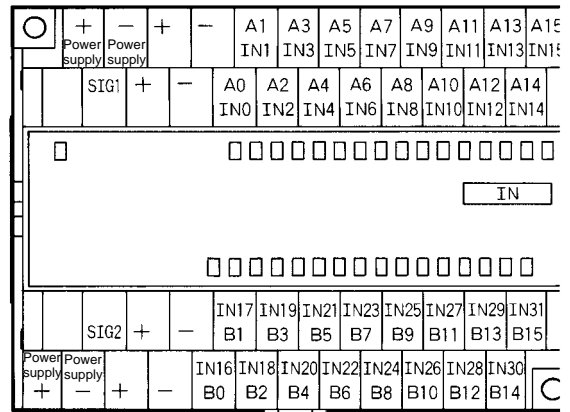 + − + − A1 A3 A5 A7 A9 A11 A13 A15
Power Power IN1 IN3 IN5 IN7 IN9 IN11 IN13 IN15
supply supply
SIG1 + − A0 A2 A4 A6 A8 A10 A12 A14
IN0 IN2 IN4 IN6 IN8 IN10 IN12 IN14
IN
IN17 IN19 IN21 IN23 IN25 IN27 IN29 IN31
SIG2 + − B1 B3 B5 B7 B9 B11 B13 B15
Power Power IN16 IN18 IN20 IN22 IN24 IN26 IN28 IN30
supply supply
+ − + − B0 B2 B4 B6 B8 B10 B12 B14